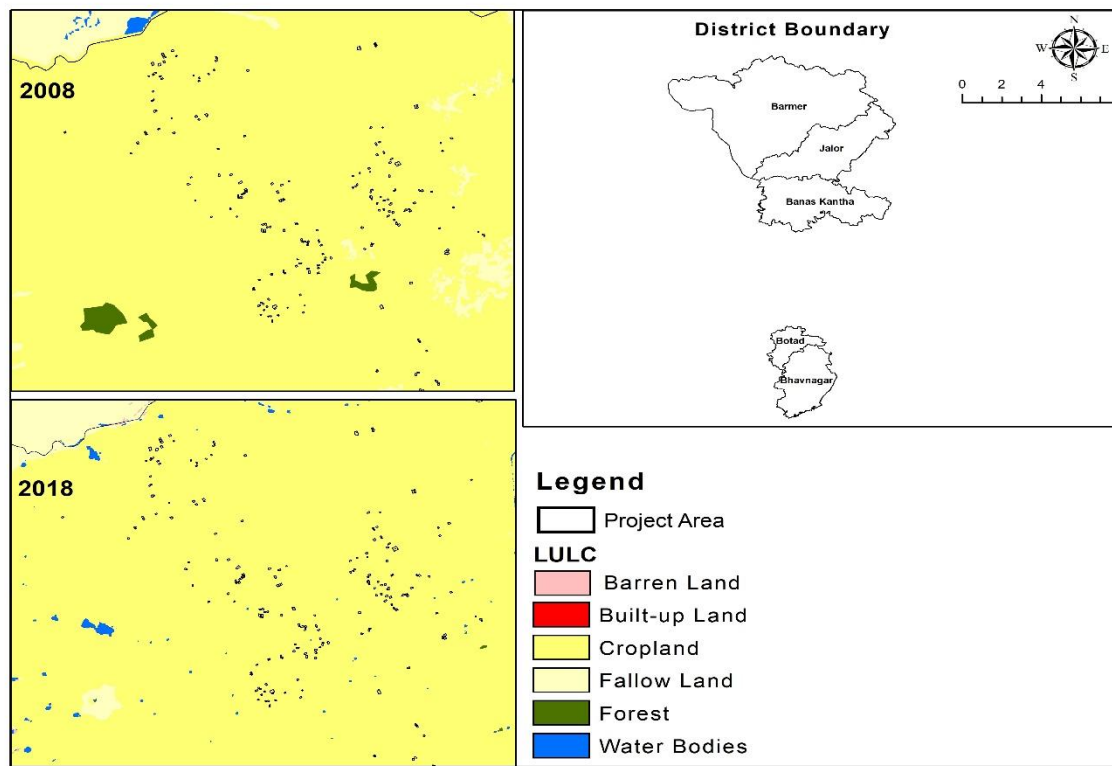 2008
District Boundary
N
W E
S
0 2 4
Barmer
Jalor
Banas Kantha
Botad
Bhavnagar
2018
Legend
Project Area
LULC
Barren Land
Built-up Land
Cropland
Fallow Land
Forest
Water Bodies